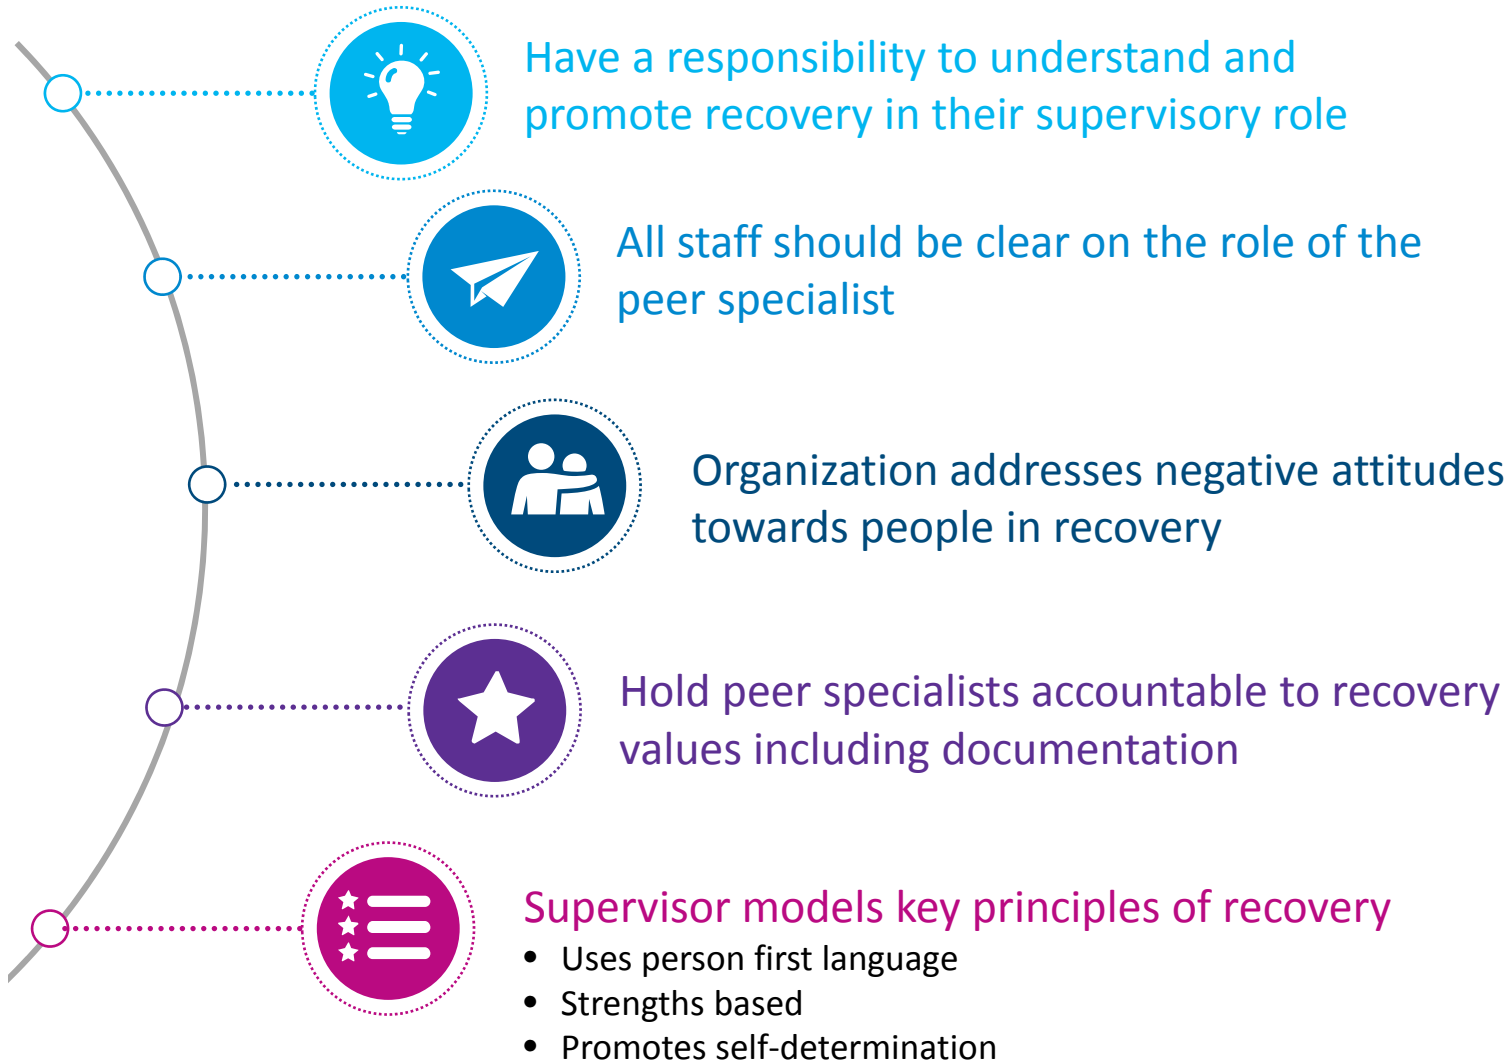 Have a responsibility to understand and
promote recovery in their supervisory role
All staff should be clear on the role of the
peer specialist
Organization addresses negative attitudes
towards people in recovery
Hold peer specialists accountable to recovery
values including documentation
Supervisor models key principles of recovery
• Uses person first language
• Strengths based
• Promotes self-determination